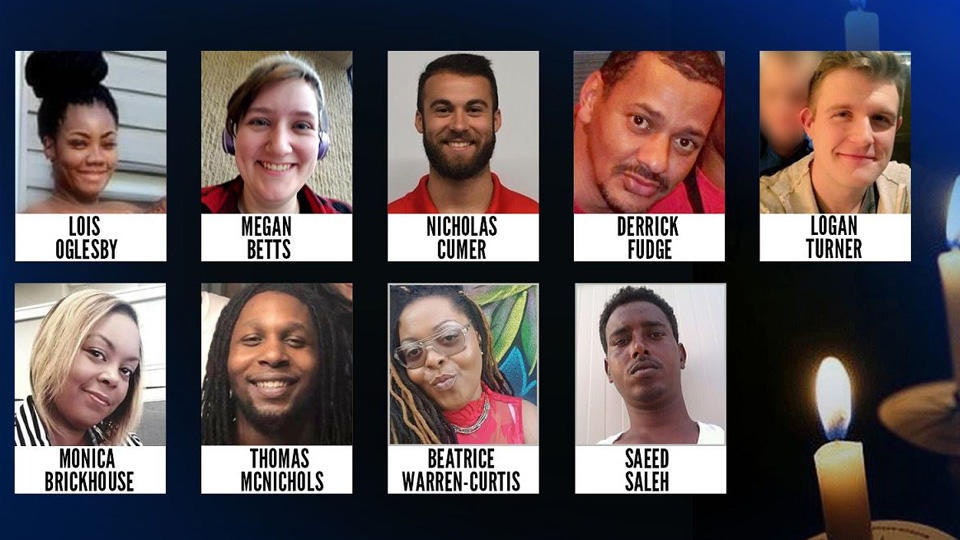 LOIS
OGLESBY
MEGAN
BETTS
NICHOLAS
CUMER
DERRICK
FUDGE
LOGAN
TURNER
MONICA
BRICKHOUSE
THOMAS
MCNICHOLS
BEATRICE
WARREN-CURTIS
SAEED
SALEH